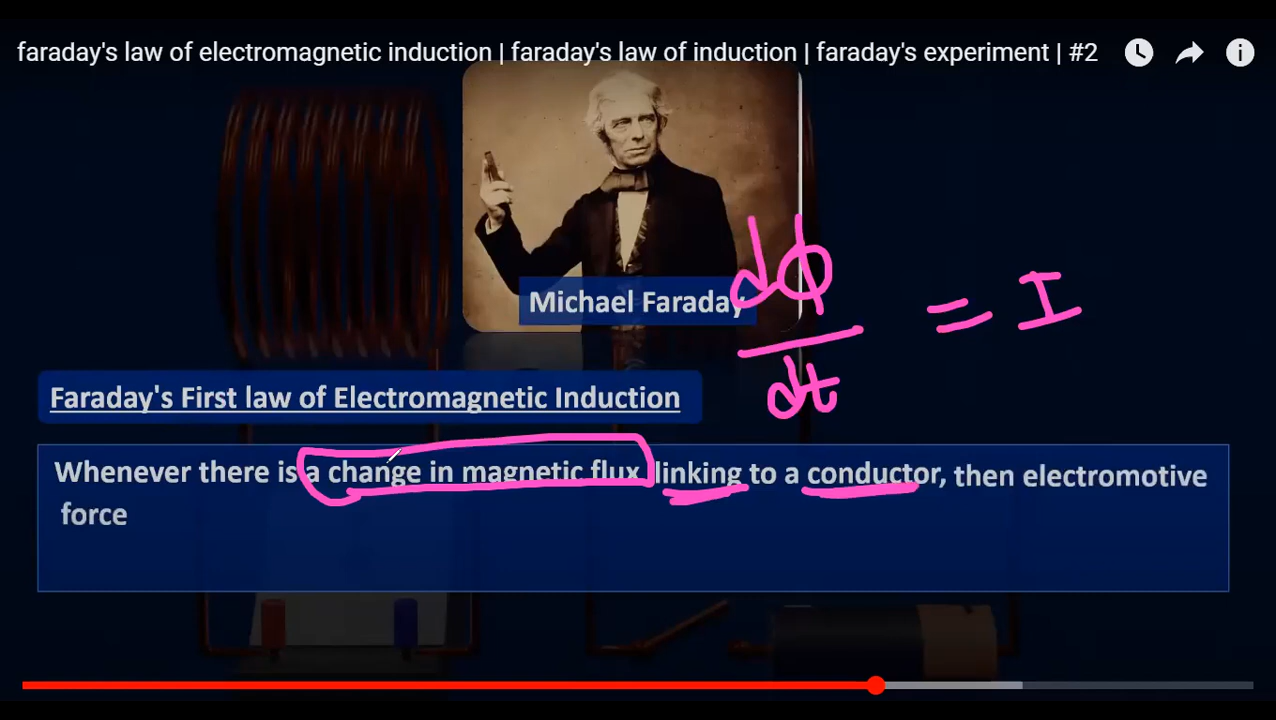 faraday's law of electromagnetic induction | faraday's law of induction | faraday's experiment | #2
Michael Faraday
dϕ
—
dt
= I
Faraday's First law of Electromagnetic Induction
Whenever there is a change in magnetic flux linking to a conductor, then electromotive
force